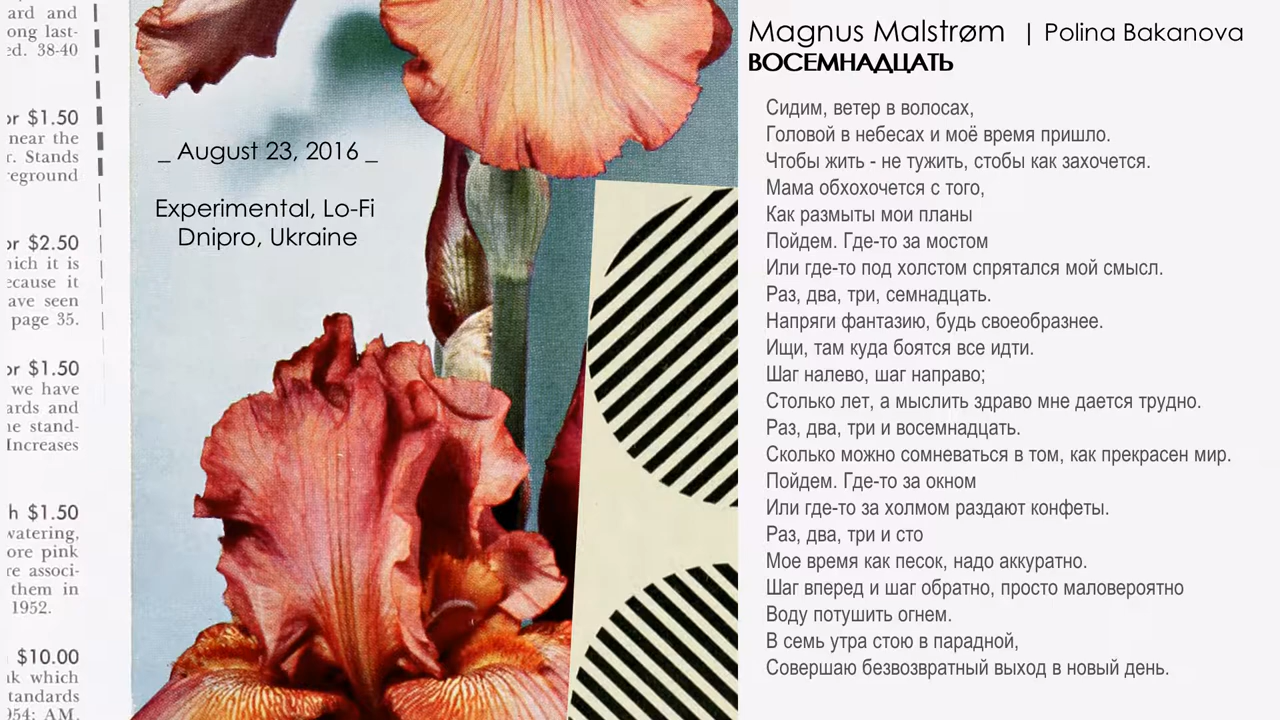 ard and
ong last-
ed. 38-40
or $1.50
near the
r. Stands
reground
or $2.50
hich it is
ecause it
ave seen
page 35.
or $1.50
we have
ards and
ne stand-
Increases
h $1.50
watering,
ore pink
re associ-
them in
1952.
$10.00
ak which
tandards
954; AM.
_ August 23, 2016 _
Experimental, Lo-Fi
Dnipro, Ukraine
Magnus Malstrøm | Polina Bakanova
ВОСЕМНАДЦАТЬ
Сидим, ветер в волосах,
Головой в небесах и моё время пришло.
Чтобы жить - не тужить, стобы как захочется.
Мама обхохочется с того,
Как размыты мои планы
Пойдем. Где-то за мостом
Или где-то под холстом спрятался мой смысл.
Раз, два, три, семнадцать.
Напряги фантазию, будь своеобразнее.
Ищи, там куда боятся все идти.
Шаг налево, шаг направо;
Столько лет, а мыслить здраво мне дается трудно.
Раз, два, три и восемнадцать.
Сколько можно сомневаться в том, как прекрасен мир.
Пойдем. Где-то за окном
Или где-то за холмом раздают конфеты.
Раз, два, три и сто
Мое время как песок, надо аккуратно.
Шаг вперед и шаг обратно, просто маловероятно
Воду потушить огнем.
В семь утра стою в парадной,
Совершаю безвозвратный выход в новый день.